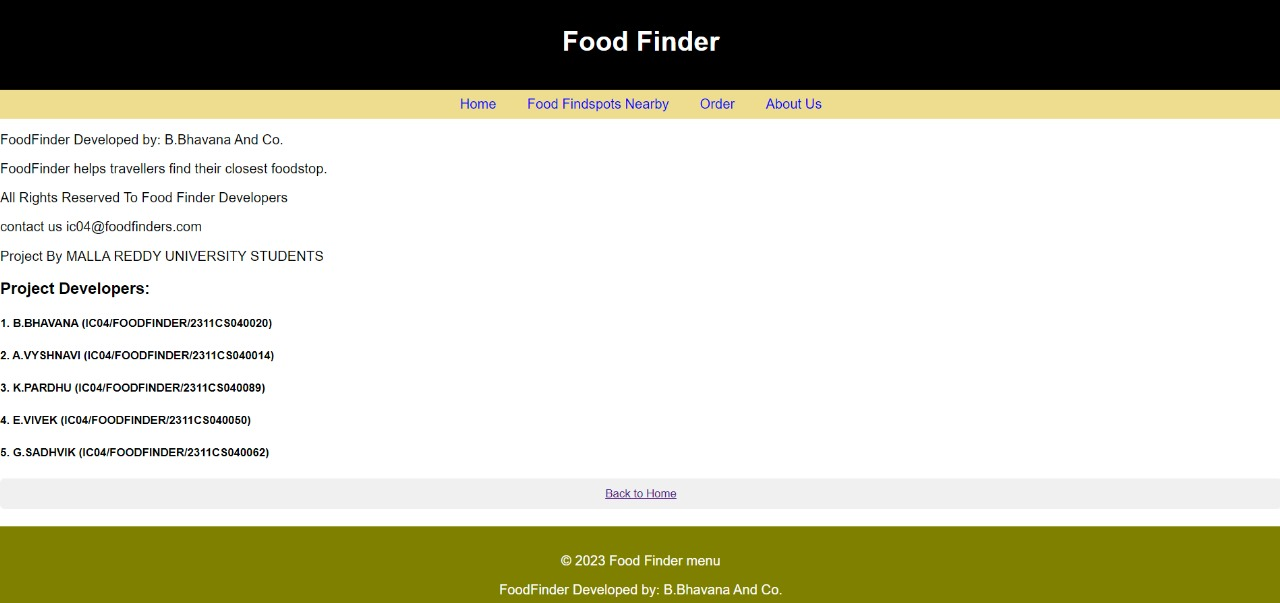 Food Finder
Home Food Findspots Nearby Order About Us
FoodFinder Developed by: B.Bhavana And Co.
FoodFinder helps travellers find their closest foodstop.
All Rights Reserved To Food Finder Developers
contact us ic04@foodfinders.com
Project By MALLA REDDY UNIVERSITY STUDENTS
Project Developers:
1. B.BHAVANA (IC04/FOODFINDER/2311CS040020)
2. A.VYSHNAVI (IC04/FOODFINDER/2311CS040014)
3. K.PARDHU (IC04/FOODFINDER/2311CS040089)
4. E.VIVEK (IC04/FOODFINDER/2311CS040050)
5. G.SADHVIK (IC04/FOODFINDER/2311CS040062)
Back to Home
© 2023 Food Finder menu
FoodFinder Developed by: B.Bhavana And Co.